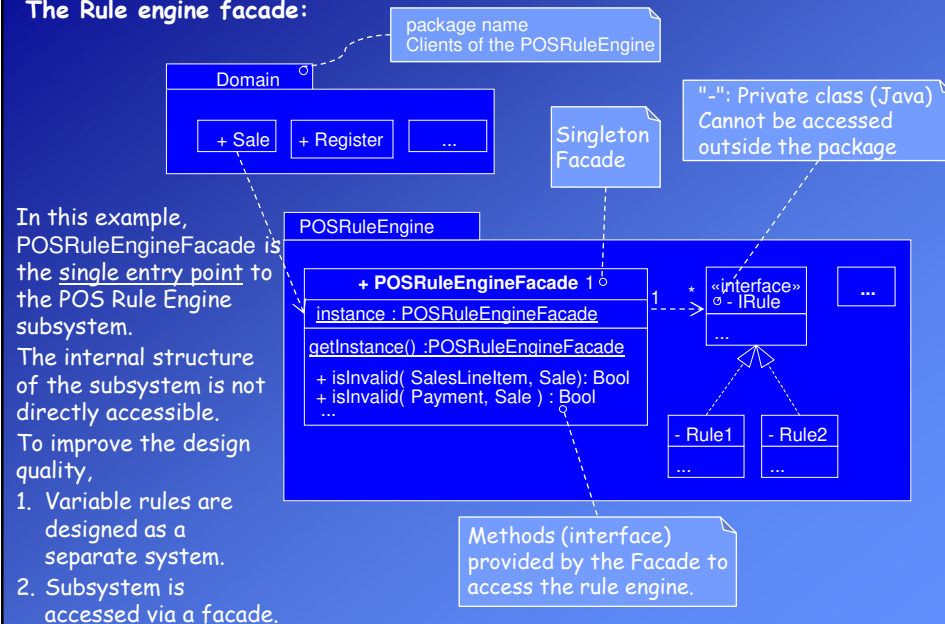 The Rule engine facade:
package name
Clients of the POSRuleEngine
Domain
+ Sale
+ Register
...
Singleton
Facade
"-": Private class (Java)
Cannot be accessed
outside the package
In this example,
POSRuleEngineFacade is
the single entry point to
the POS Rule Engine
subsystem.
The internal structure
of the subsystem is not
directly accessible.
To improve the design
quality,
1. Variable rules are
designed as a
separate system.
2. Subsystem is
accessed via a facade.
POSRuleEngine
+ POSRuleEngineFacade 1
instance : POSRuleEngineFacade
getInstance() :POSRuleEngineFacade
+ isInvalid( SalesLineItem, Sale): Bool
+ isInvalid( Payment, Sale ) : Bool
...
1
*
«interface»
- IRule
...
...
- Rule1
...
- Rule2
...
Methods (interface)
provided by the Facade to
access the rule engine.